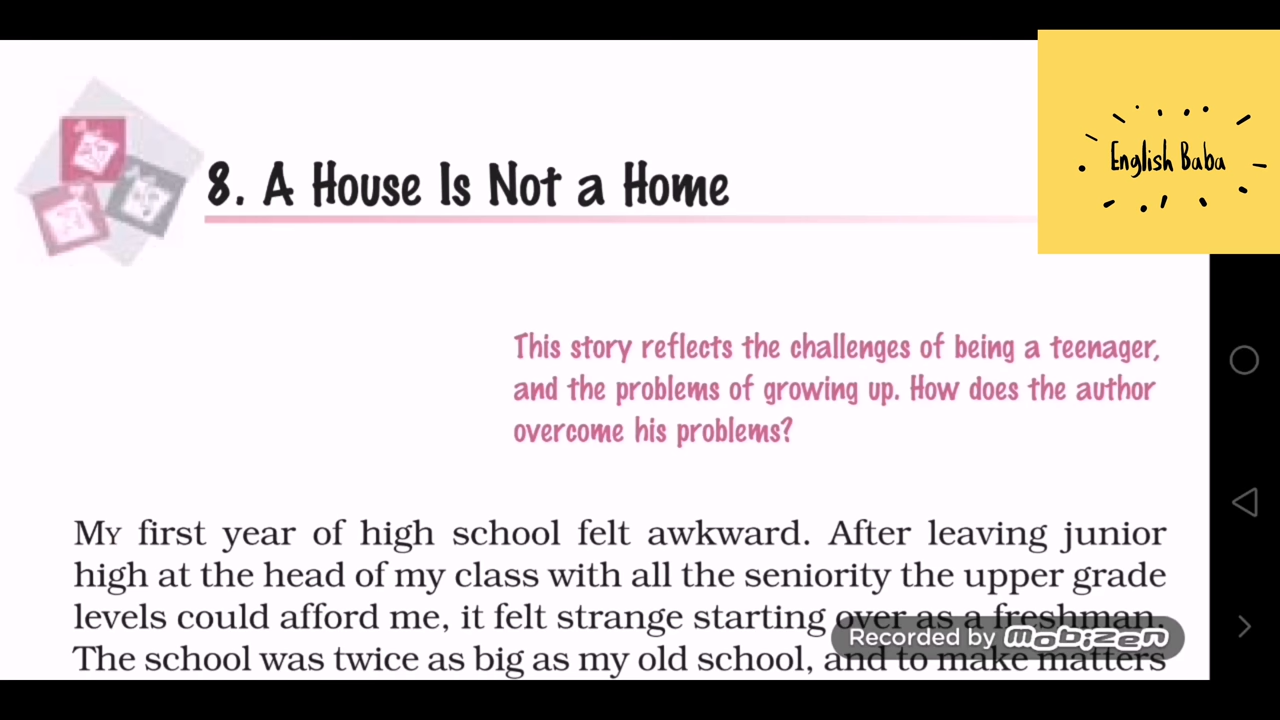 8. A House Is Not a Home
English Baba
This story reflects the challenges of being a teenager,
and the problems of growing up. How does the author
overcome his problems?
MY first year of high school felt awkward. After leaving junior
high at the head of my class with all the seniority the upper grade
levels could afford me, it felt strange starting over as a freshman.
The school was twice as big as my old school, and to make matters
Recorded by mobizen